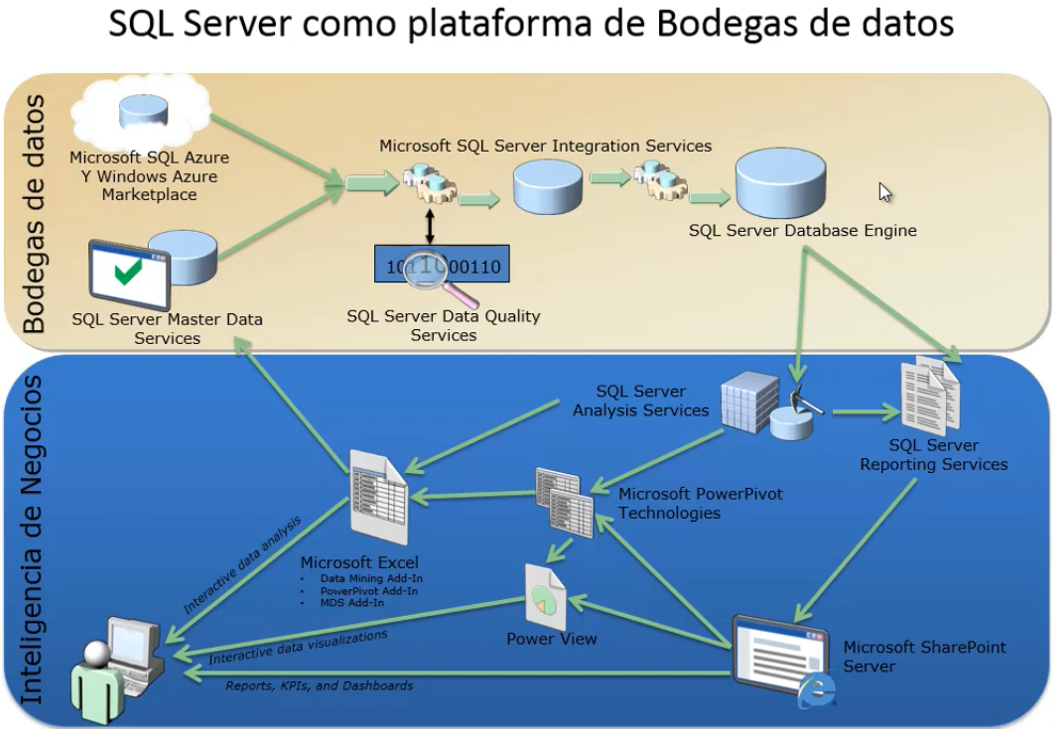 SQL Server como plataforma de Bodegas de datos
Bodegas de datos
Microsoft SQL Azure
Y Windows Azure
Marketplace
Microsoft SQL Server Integration Services
SQL Server Database Engine
1011000110
SQL Server Master Data
Services
SQL Server Data Quality
Services
Inteligencia de Negocios
SQL Server
Analysis Services
SQL Server
Reporting Services
Microsoft PowerPivot
Technologies
Interactive data analysis
Microsoft Excel
• Data Mining Add-In
• PowerPivot Add-In
• MDS Add-In
Power View
Interactive data visualizations
Microsoft SharePoint
Server
Reports, KPIs, and Dashboards